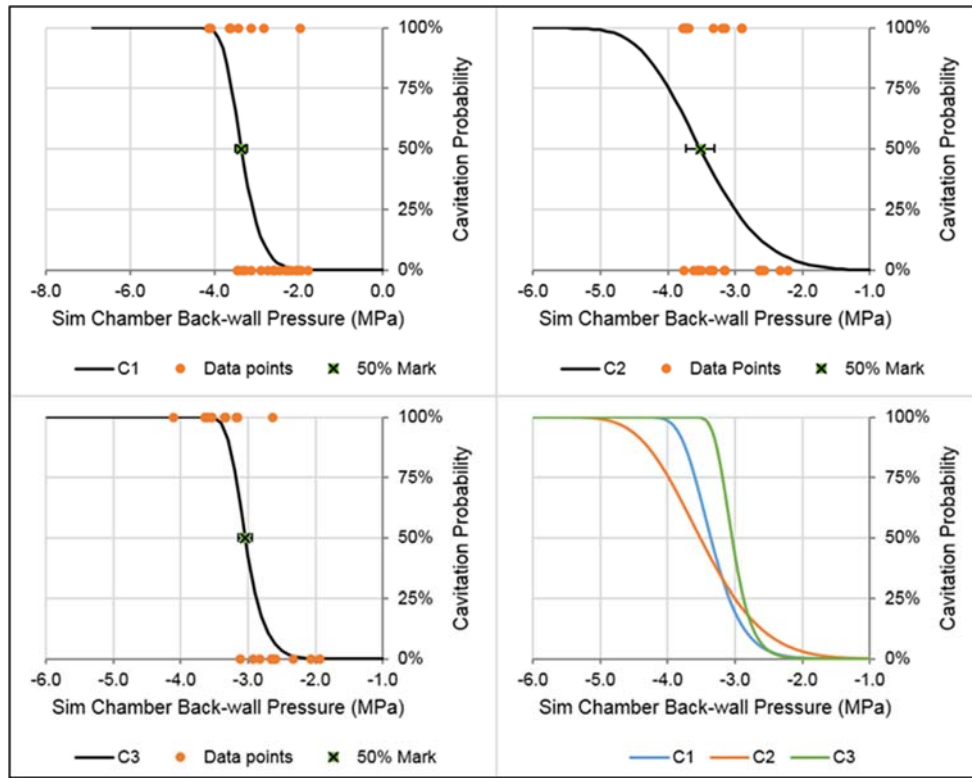 100%
75%
50%
25%
0%
Cavitation Probability
-8.0 -6.0 -4.0 -2.0 0.0
Sim Chamber Back-wall Pressure (MPa)
C1 Data points 50% Mark
100%
75%
50%
25%
0%
Cavitation Probability
-6.0 -5.0 -4.0 -3.0 -2.0 -1.0
Sim Chamber Back-wall Pressure (MPa)
C2 Data Points 50% Mark
100%
75%
50%
25%
0%
Cavitation Probability
-6.0 -5.0 -4.0 -3.0 -2.0 -1.0
Sim Chamber Back-wall Pressure (MPa)
C3 Data points 50% Mark
100%
75%
50%
25%
0%
Cavitation Probability
-6.0 -5.0 -4.0 -3.0 -2.0 -1.0
Sim Chamber Back-wall Pressure (MPa)
C1 C2 C3